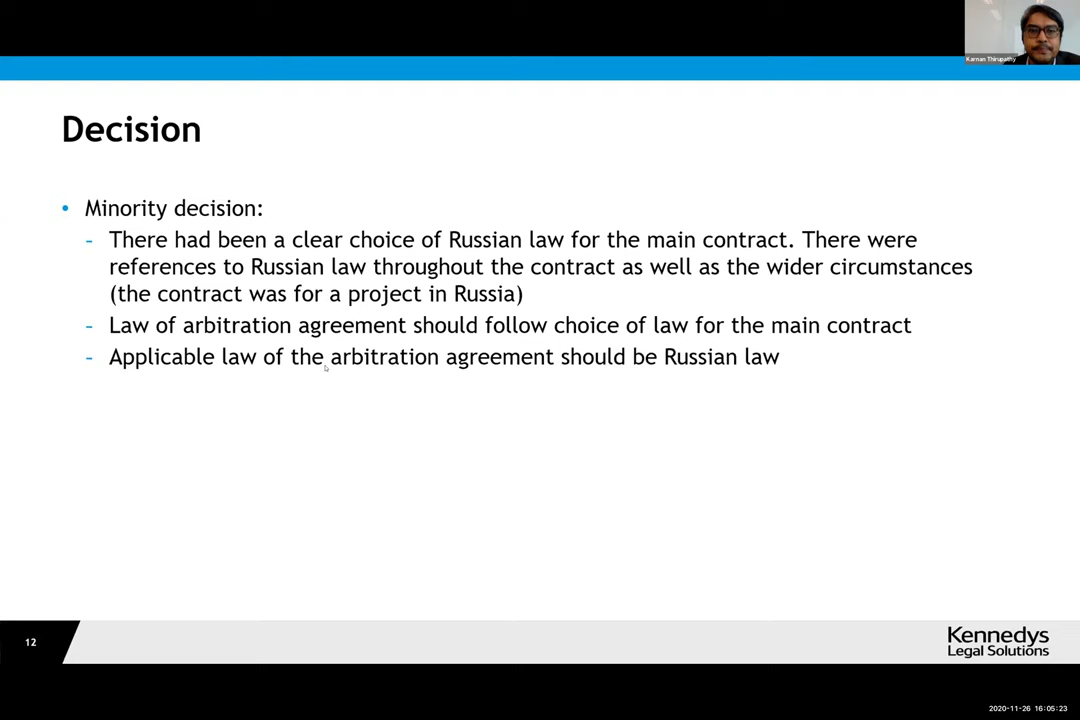 Karnan Thirupathy
Decision
• Minority decision:
- There had been a clear choice of Russian law for the main contract. There were
references to Russian law throughout the contract as well as the wider circumstances
(the contract was for a project in Russia)
- Law of arbitration agreement should follow choice of law for the main contract
- Applicable law of the arbitration agreement should be Russian law
12
Kennedys
Legal Solutions
2020-11-26 16:05:23